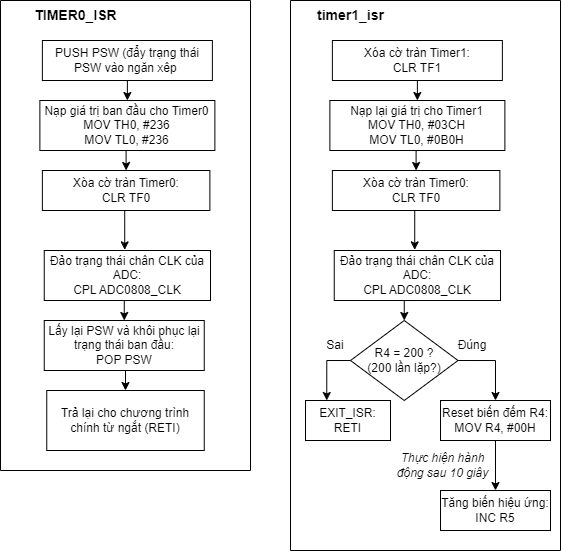 TIMER0_ISR
PUSH PSW (đẩy trạng thái
PSW vào ngăn xếp
Nạp giá trị ban đầu cho Timer0
MOV TH0, #236
MOV TL0, #236
Xóa cờ tràn Timer0:
CLR TF0
Đảo trạng thái chân CLK của
ADC:
CPL ADC0808_CLK
Lấy lại PSW và khôi phục lại
trạng thái ban đầu:
POP PSW
Trả lại cho chương trình
chính từ ngắt (RETI)
timer1_isr
Xóa cờ tràn Timer1:
CLR TF1
Nạp lại giá trị cho Timer1
MOV TH0, #03CH
MOV TL0, #0B0H
Xóa cờ tràn Timer0:
CLR TF0
Đảo trạng thái chân CLK của
ADC:
CPL ADC0808_CLK
Sai
R4 = 200 ?
(200 lần lặp?)
Đúng
EXIT_ISR:
RETI
Reset biến đếm R4:
MOV R4, #00H
Thực hiện hành
động sau 10 giây
Tăng biến hiệu ứng:
INC R5